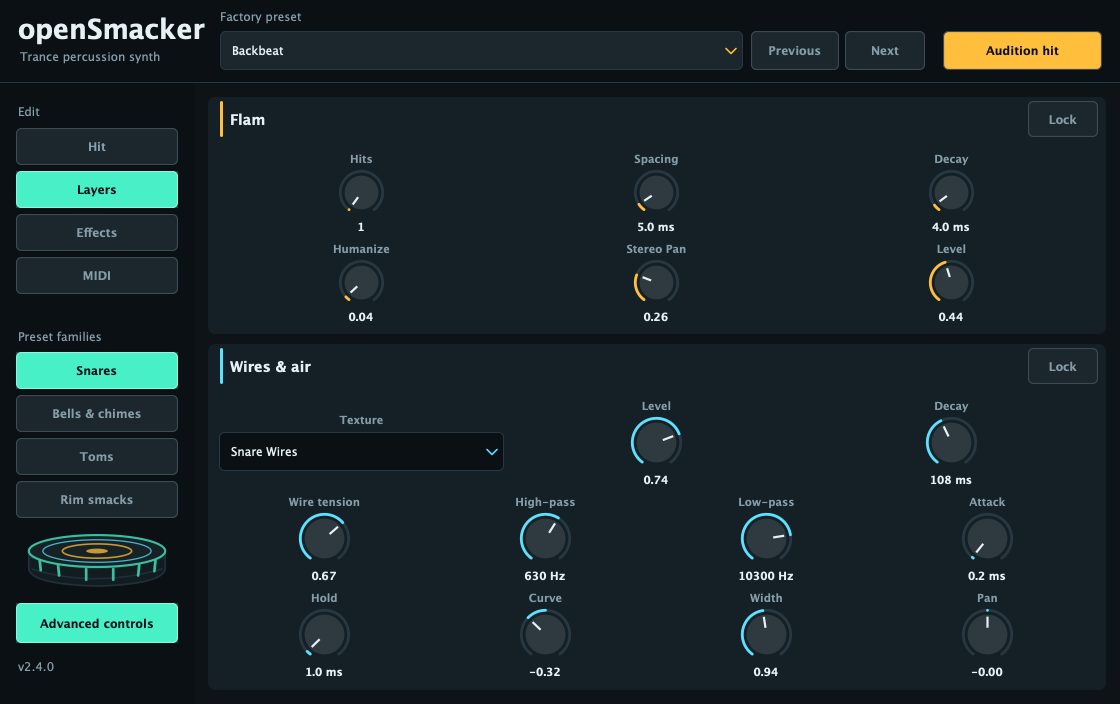 openSmacker
Trance percussion synth
Factory preset
Backbeat
Previous
Next
Audition hit
Edit
Hit
Layers
Effects
MIDI
Preset families
Snares
Bells & chimes
Toms
Rim smacks
Advanced controls
v2.4.0
Flam
Lock
Hits
Spacing
Decay
1
5.0 ms
4.0 ms
Humanize
Stereo Pan
Level
0.04
0.26
0.44
Wires & air
Lock
Texture
Snare Wires
Level
Decay
0.74
108 ms
Wire tension
High-pass
Low-pass
Attack
0.67
630 Hz
10300 Hz
0.2 ms
Hold
Curve
Width
Pan
1.0 ms
-0.32
0.94
-0.00